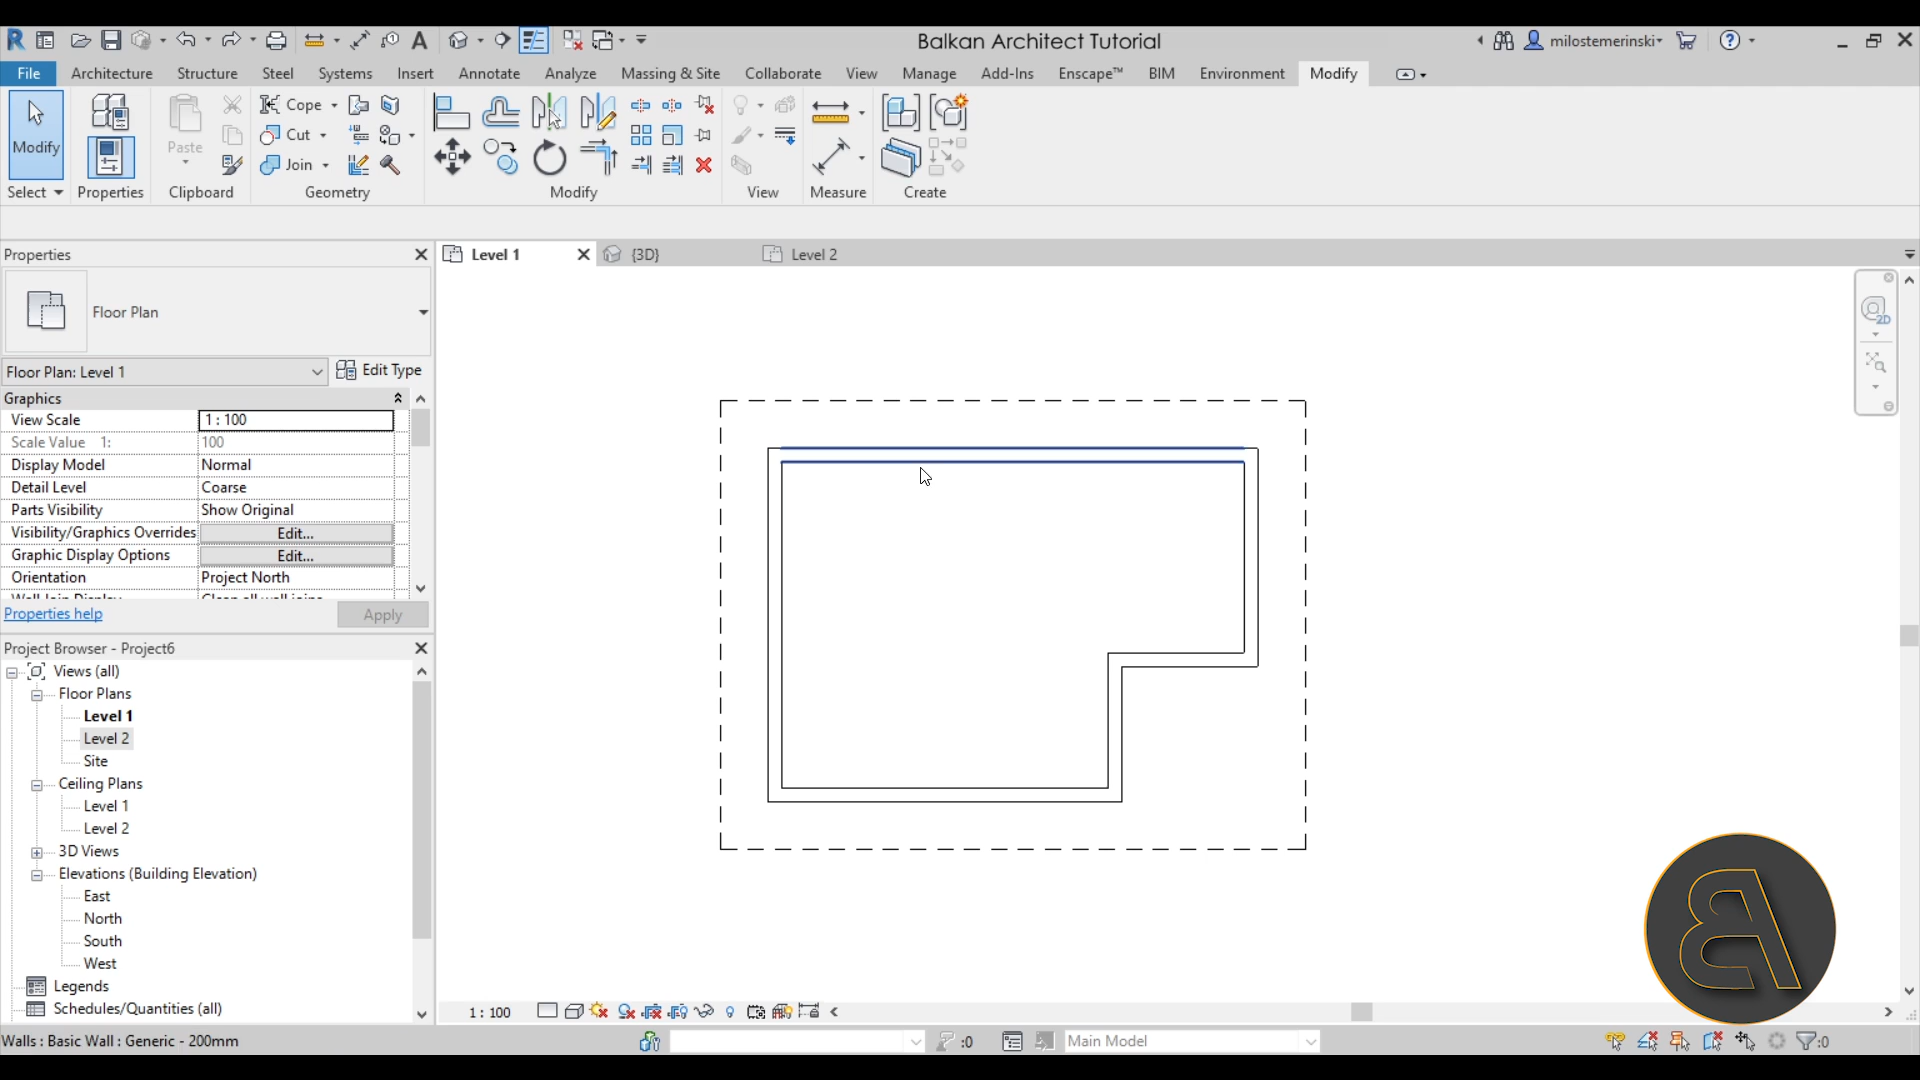 Balkan Architect Tutorial
milostemerinski
File Architecture Structure Steel Systems Insert Annotate Analyze Massing & Site Collaborate View Manage Add-Ins Enscape™ BIM Environment Modify
Modify
Paste
Cope
Cut
Join
Select Properties Clipboard Geometry Modify View Measure Create
Properties
Level 1 {3D} Level 2
2D
Floor Plan
Floor Plan: Level 1 Edit Type
Graphics
View Scale 1 : 100
Scale Value 1: 100
Display Model Normal
Detail Level Coarse
Parts Visibility Show Original
Visibility/Graphics Overrides Edit...
Graphic Display Options Edit...
Orientation Project North
Properties help Apply
Project Browser - Project6
Views (all)
Floor Plans
Level 1
Level 2
Site
Ceiling Plans
Level 1
Level 2
3D Views
Elevations (Building Elevation)
East
North
South
West
Legends
Schedules/Quantities (all)
1 : 100
Walls : Basic Wall : Generic - 200mm
:0
Main Model
:0